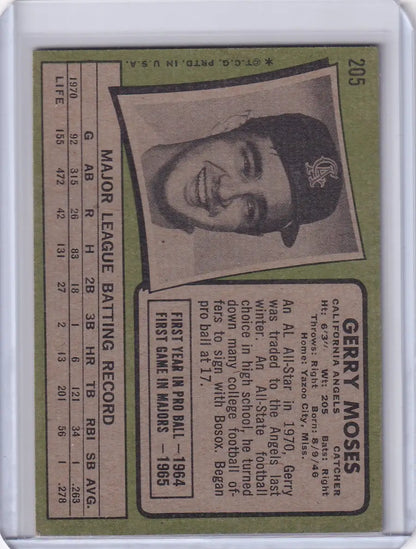 205
*©T.C.G. PRTD. IN U.S.A.
CA
GERRY MOSES
CALIFORNIA ANGELS CATCHER
Ht: 6'3" Wt: 205 Bats: Right
Throws: Right Born: 8/9/46
Home: Yazoo City, Miss.
An AL All-Star in 1970, Gerry
was traded to the Angels last
winter. An All-State football
choice in high school, he turned
down many college football of-
fers to sign with Bosox. Began
pro ball at 17.
FIRST YEAR IN PRO BALL — 1964
FIRST GAME IN MAJORS — 1965
MAJOR LEAGUE BATTING RECORD
G AB R H 2B 3B HR TB RBI SB AVG.
1970 92 315 26 83 18 1 6 121 34 1 .263
LIFE 155 472 42 131 27 2 13 201 56 1 .278